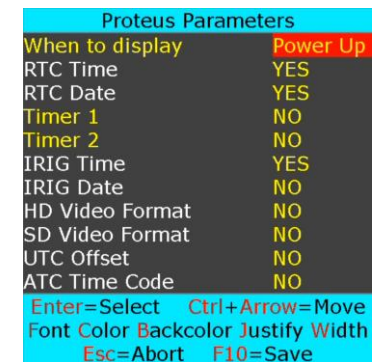 Proteus Parameters
When to display Power Up
RTC Time YES
RTC Date YES
Timer 1 NO
Timer 2 NO
IRIG Time YES
IRIG Date NO
HD Video Format NO
SD Video Format NO
UTC Offset NO
ATC Time Code NO
Enter=Select Ctrl+Arrow=Move
Font Color Backcolor Justify Width
Esc=Abort F10=Save